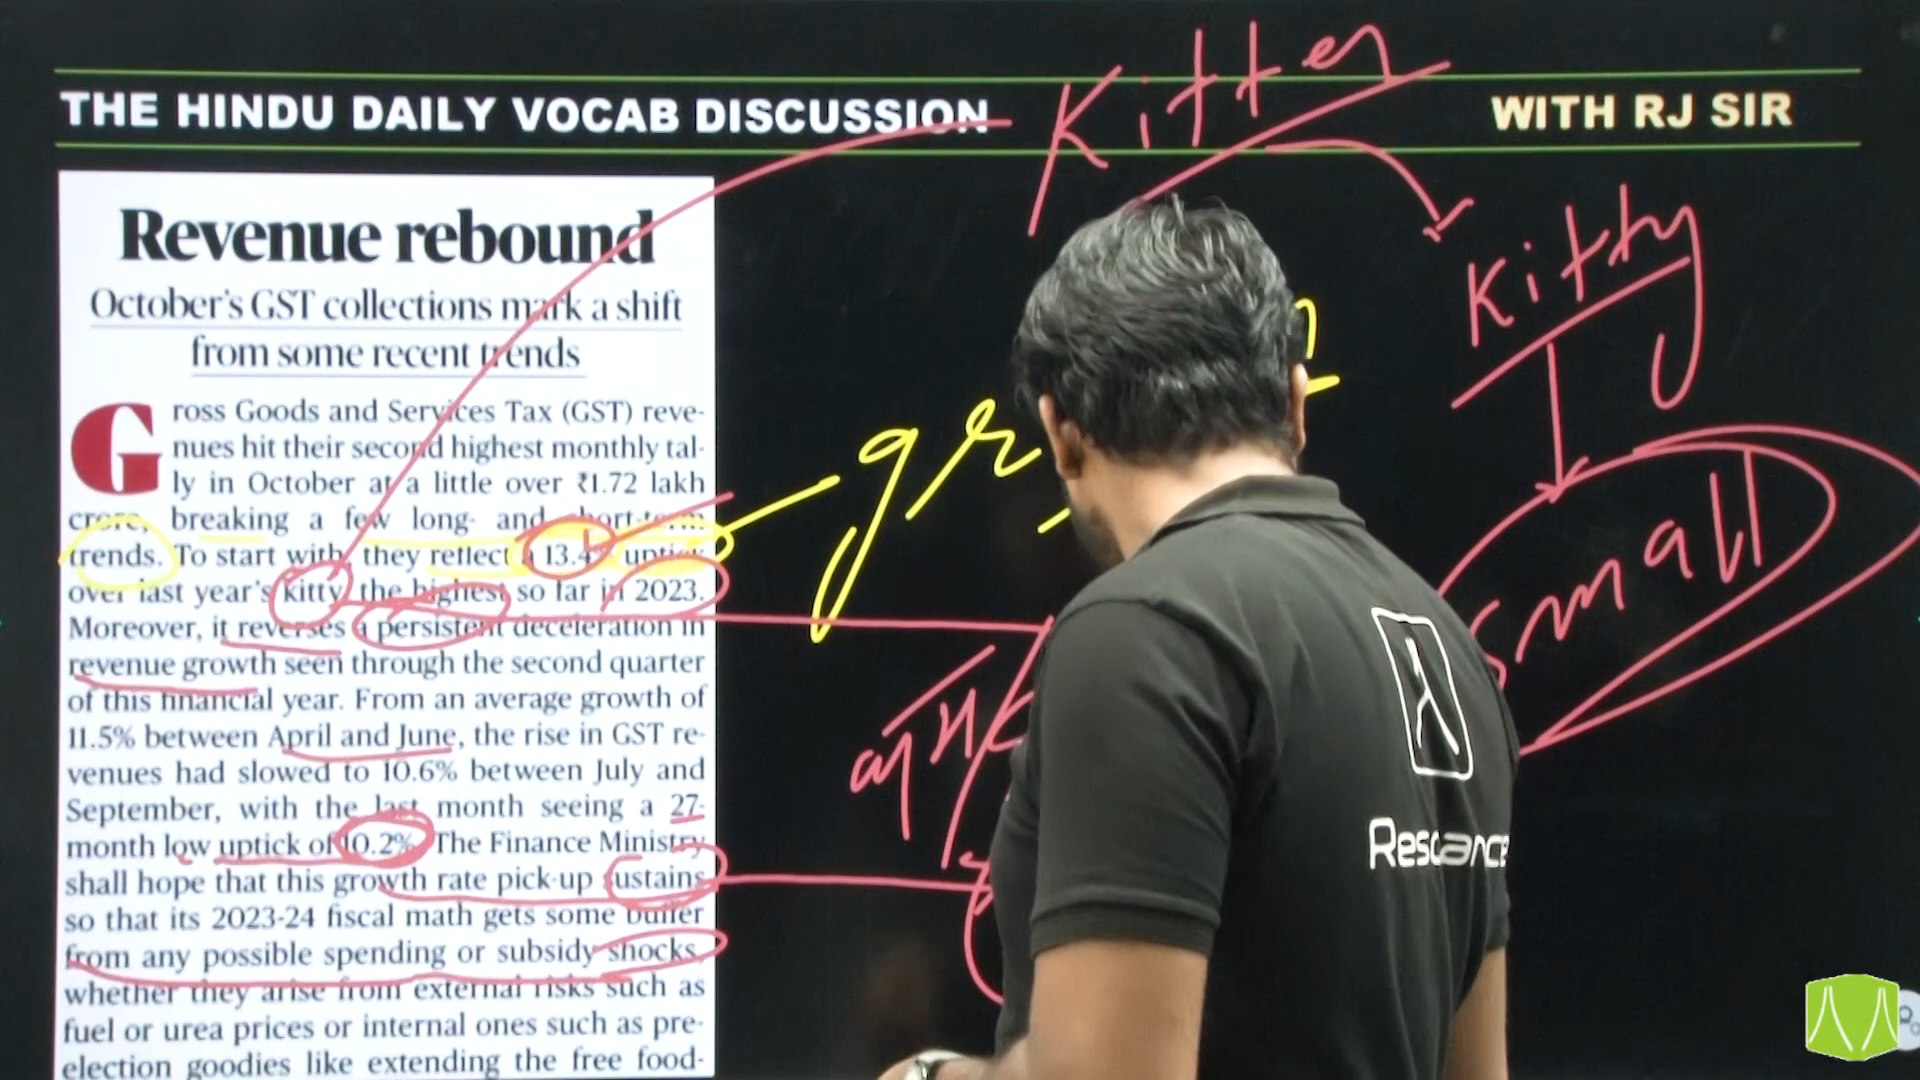 THE HINDU DAILY VOCAB DISCUSSION
WITH RJ SIR
Kitten
Kitty
small
Revenue rebound
October's GST collections mark a shift
from some recent trends
Gross Goods and Services Tax (GST) reve-
nues hit their second highest monthly tal-
ly in October at a little over ₹1.72 lakh
crore, breaking a few long- and short-term
trends. To start with, they reflect a 13.4% uptick
over last year's kitty, the highest so far in 2023.
Moreover, it reverses a persistent deceleration in
revenue growth seen through the second quarter
of this financial year. From an average growth of
11.5% between April and June, the rise in GST re-
venues had slowed to 10.6% between July and
September, with the last month seeing a 27-
month low uptick of 10.2%. The Finance Ministry
shall hope that this growth rate pick-up sustains
so that its 2023-24 fiscal math gets some buffer
from any possible spending or subsidy shocks,
whether they arise from external risks such as
fuel or urea prices or internal ones such as pre-
election goodies like extending the free food-